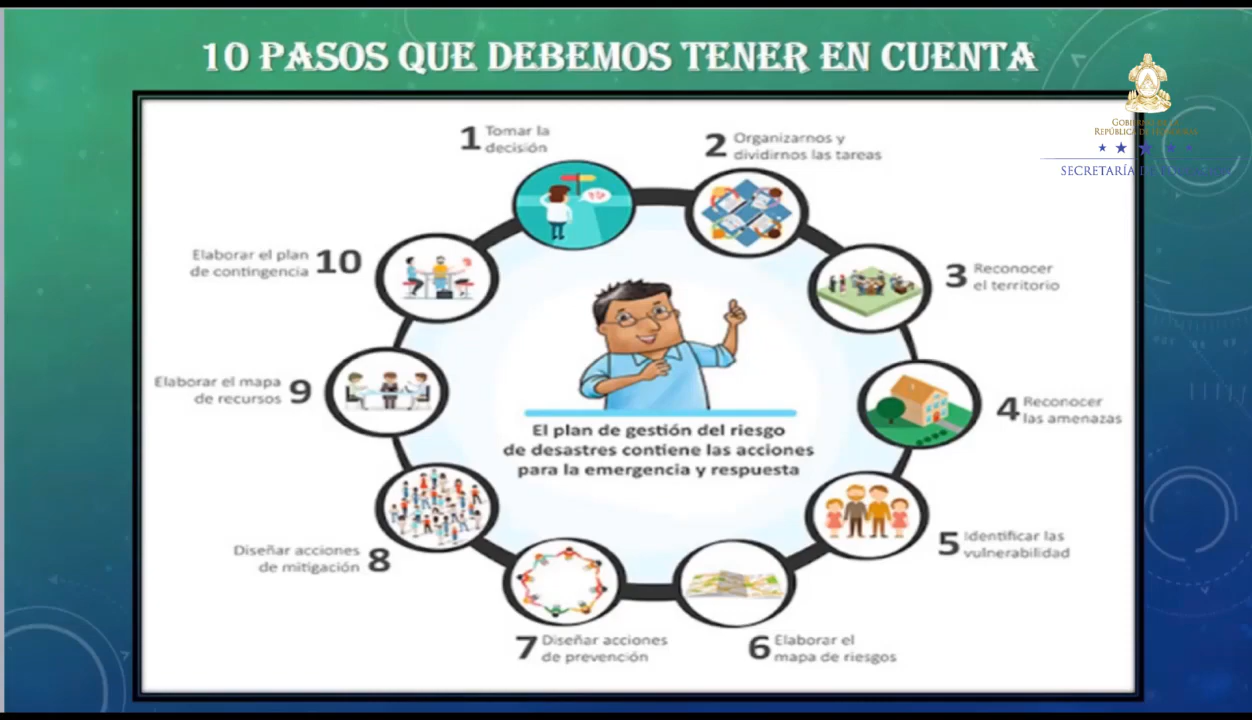 10 PASOS QUE DEBEMOS TENER EN CUENTA
GOBIERNO DE LA
REPÚBLICA DE HONDURAS
SECRETARÍA DE
1 Tomar la
decisión
2 Organizarnos y
dividirnos las tareas
3 Reconocer
el territorio
4 Reconocer
las amenazas
5 Identificar las
vulnerabilidad
6 Elaborar el
mapa de riesgos
7 Diseñar acciones
de prevención
Diseñar acciones 8
de mitigación
Elaborar el mapa 9
de recursos
Elaborar el plan 10
de contingencia
El plan de gestión del riesgo
de desastres contiene las acciones
para la emergencia y respuesta